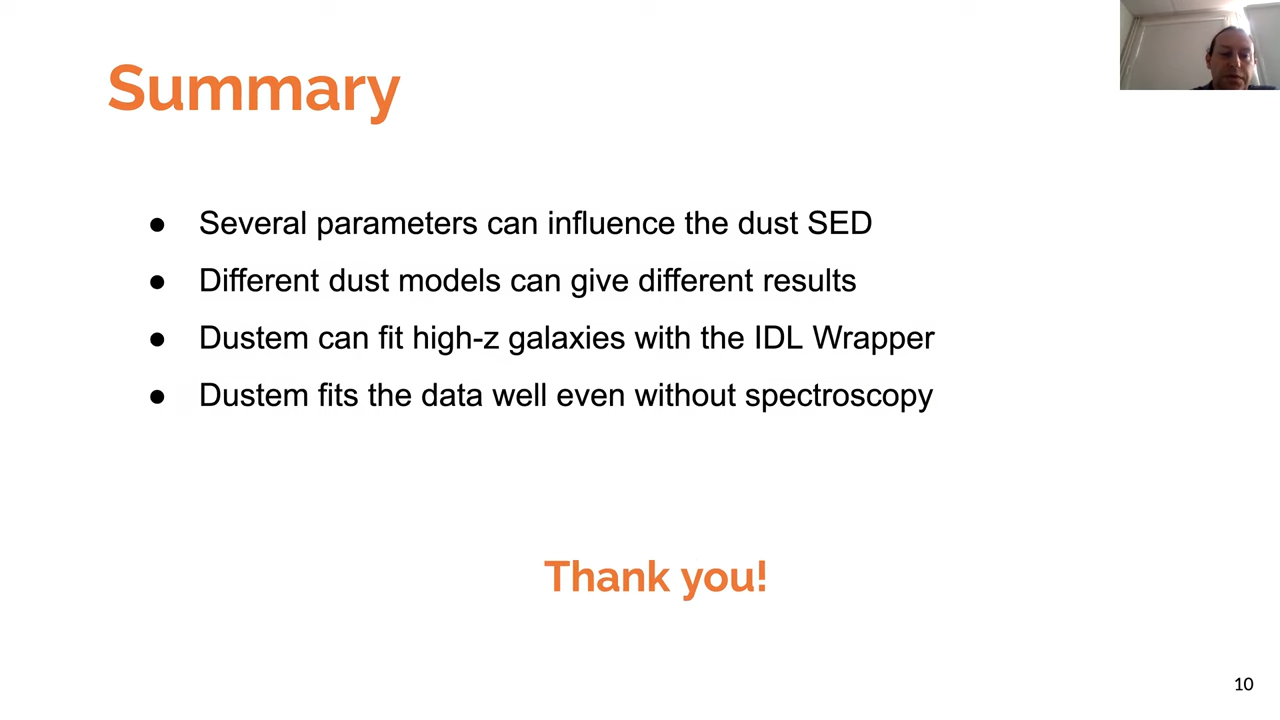 Summary
● Several parameters can influence the dust SED
● Different dust models can give different results
● Dustem can fit high-z galaxies with the IDL Wrapper
● Dustem fits the data well even without spectroscopy
Thank you!
10